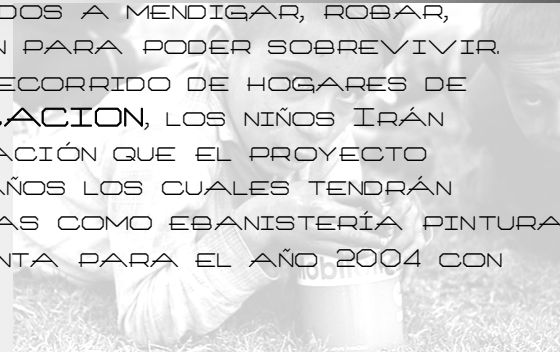 DOS A MENDIGAR, ROBAR,
N PARA PODER SOBREVIVIR.
ECORRIDO DE HOGARES DE
ACION, LOS NIÑOS IRÁN
ACIÓN QUE EL PROYECTO
AÑOS LOS CUALES TENDRÁN
AS COMO EBANISTERÍA PINTURA
NTA PARA EL AÑO 2004 CON